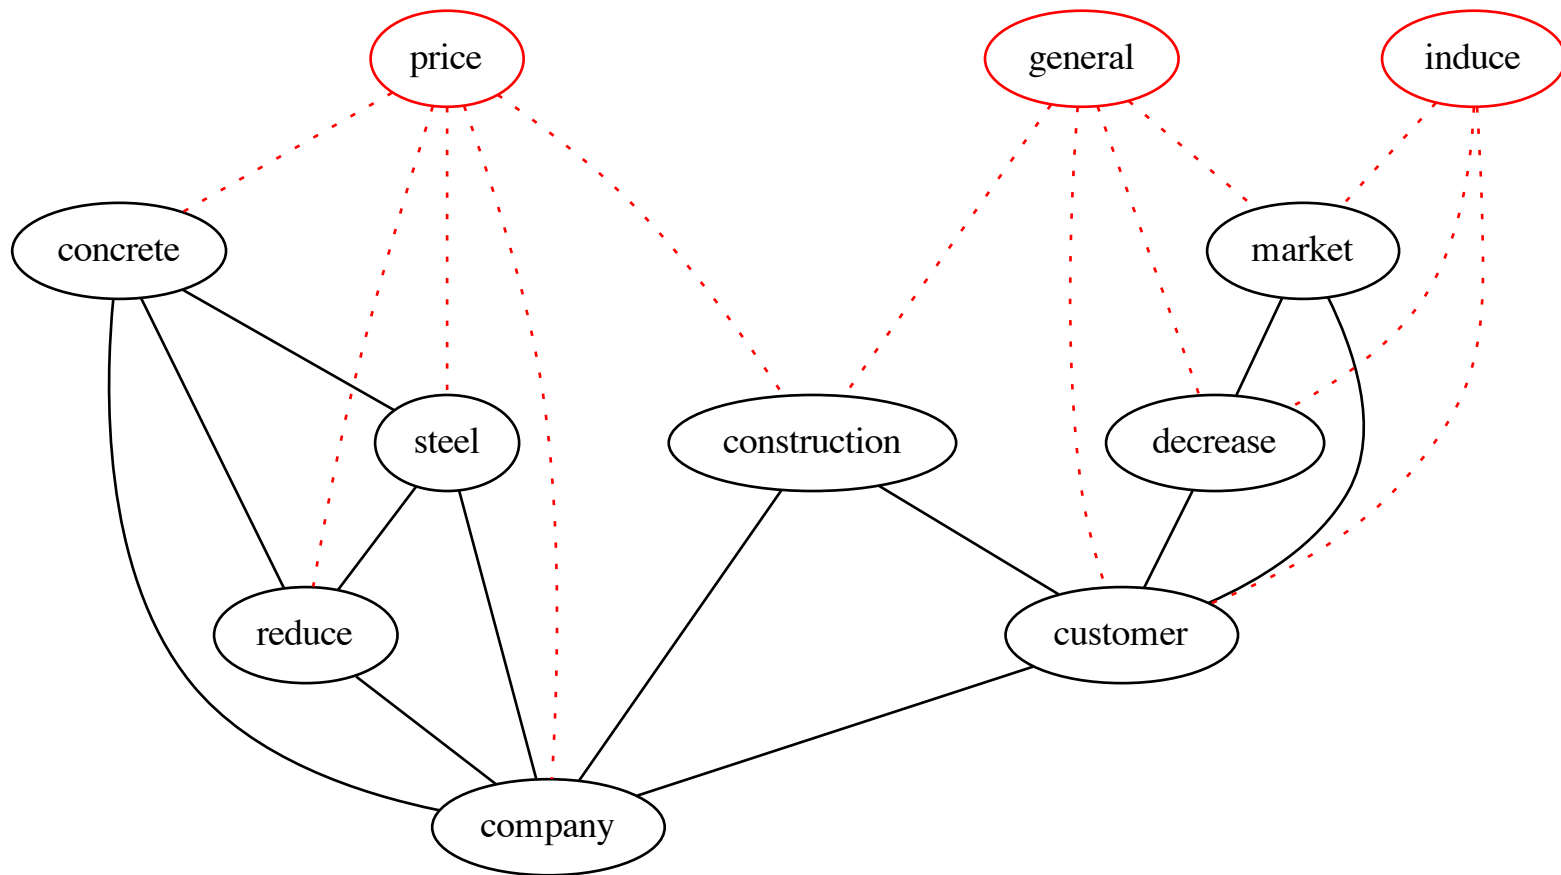 price
general
induce
concrete
market
steel
construction
decrease
reduce
customer
company